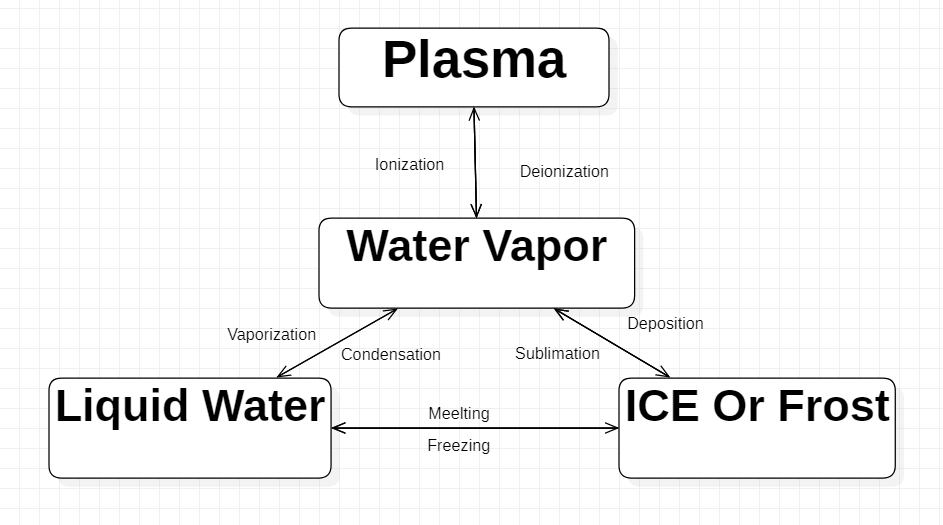 Plasma
Ionization
Deionization
Water Vapor
Vaporization
Condensation
Sublimation
Deposition
Liquid Water
Meelting
Freezing
ICE Or Frost